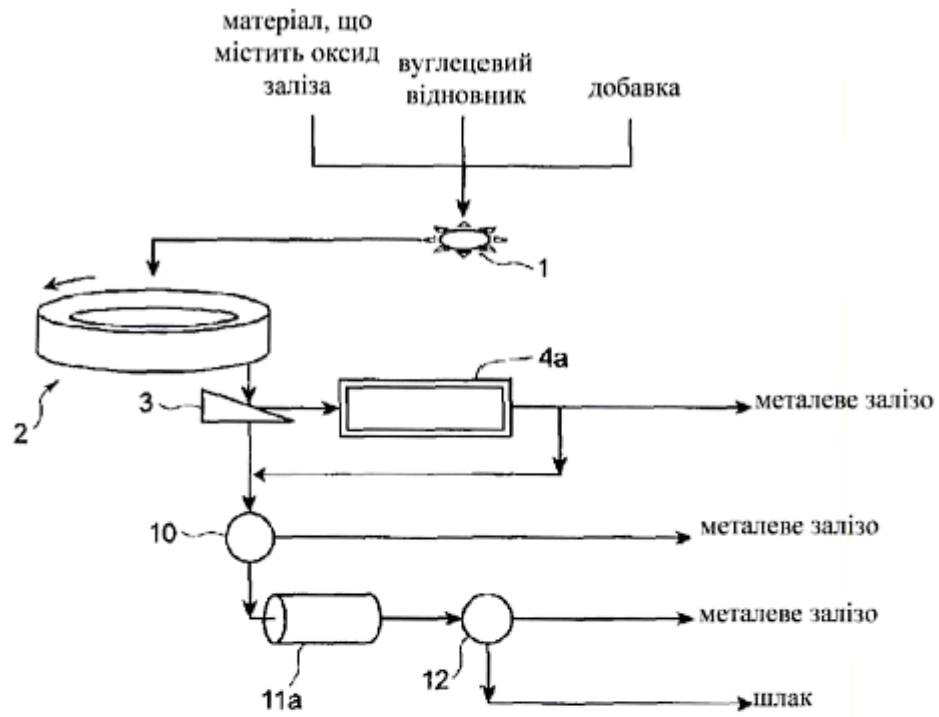 матеріал, що
містить оксид
заліза
вуглецевий
відновник
добавка
1
2
3
4a
металеве залізо
10
металеве залізо
11a
12
металеве залізо
шлак